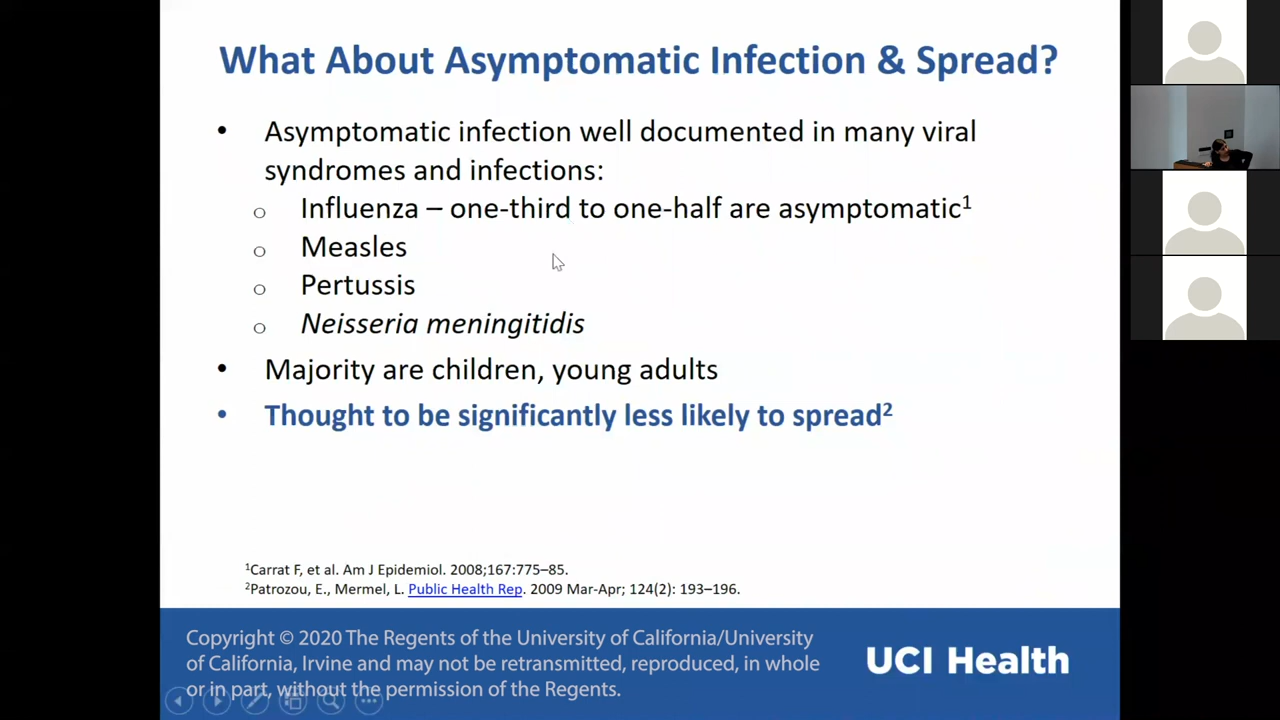 What About Asymptomatic Infection & Spread?
• Asymptomatic infection well documented in many viral
syndromes and infections:
o Influenza – one-third to one-half are asymptomatic¹
o Measles
o Pertussis
o Neisseria meningitidis
• Majority are children, young adults
• Thought to be significantly less likely to spread²
¹Carrat F, et al. Am J Epidemiol. 2008;167:775–85.
²Patrozou, E., Mermel, L. Public Health Rep. 2009 Mar-Apr; 124(2): 193–196.
Copyright © 2020 The Regents of the University of California/University
of California, Irvine and may not be retransmitted, reproduced, in whole
or in part, without the permission of the Regents.
UCI Health